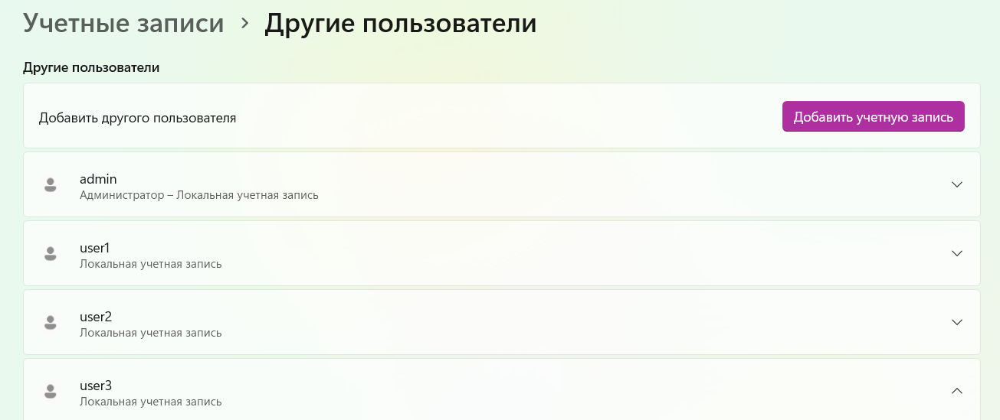 Учетные записи > Другие пользователи
Другие пользователи
Добавить другого пользователя
Добавить учетную запись
admin
Администратор – Локальная учетная запись
user1
Локальная учетная запись
user2
Локальная учетная запись
user3
Локальная учетная запись